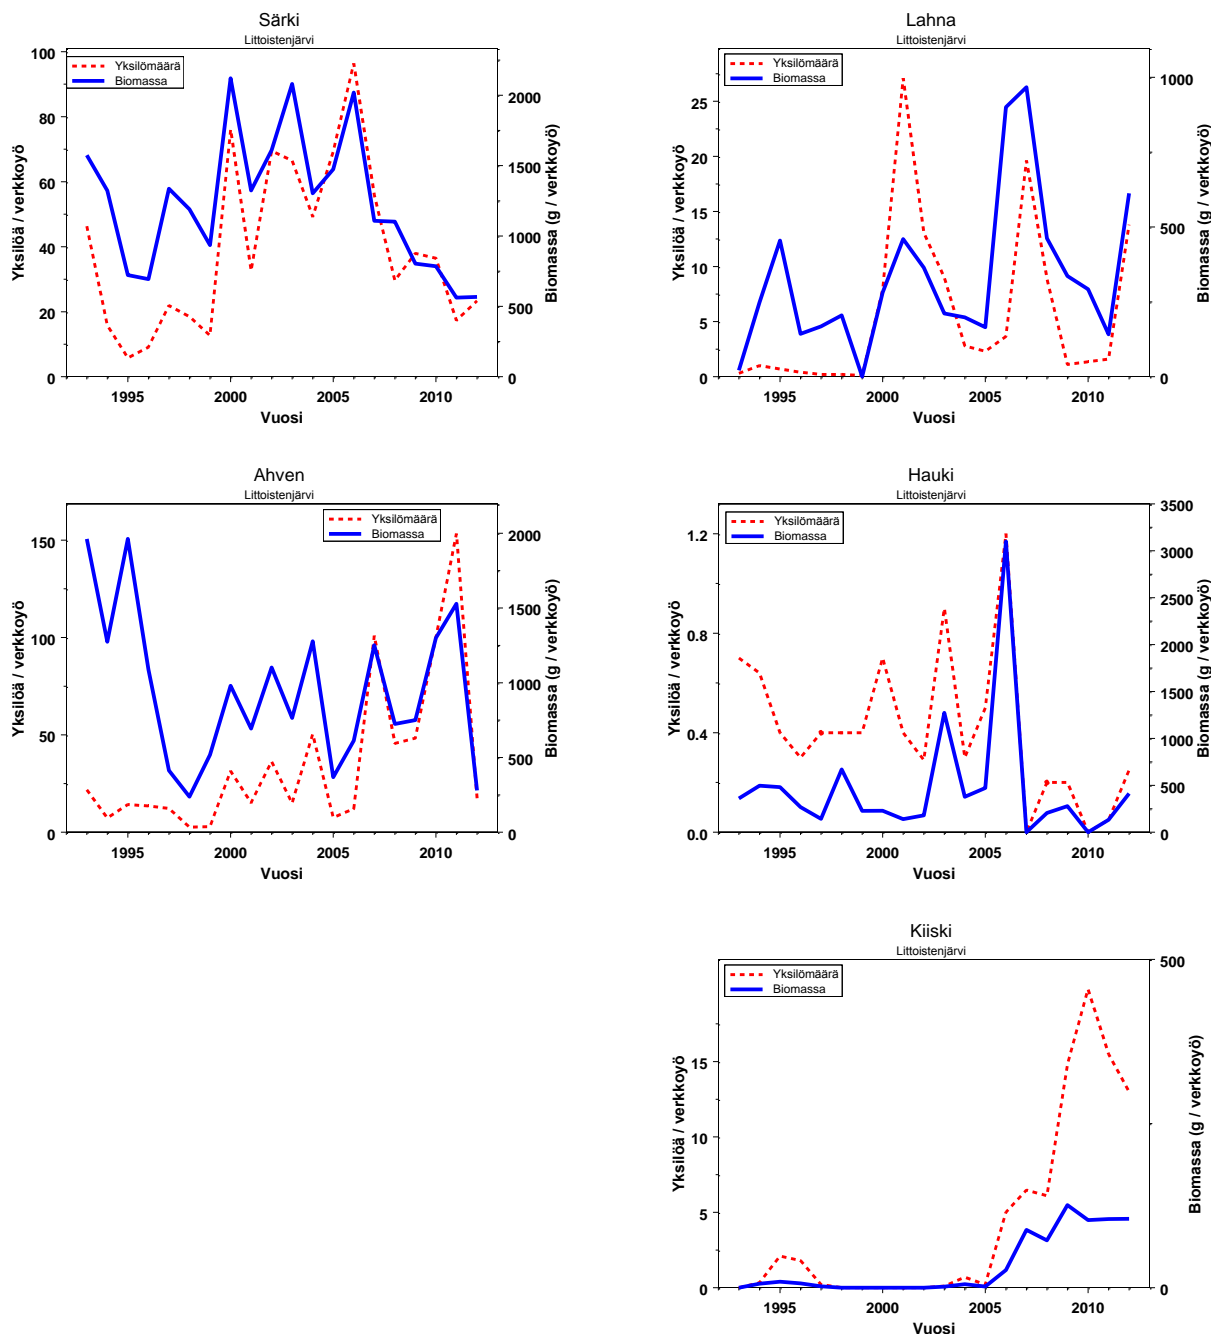 Särki
Littoistenjärvi
Yksilömäärä
Biomassa
100
80
60
40
20
0
2000
1500
1000
500
0
Yksilöä / verkkoyö
Biomassa (g / verkkoyö)
1995 2000 2005 2010
Vuosi
Lahna
Littoistenjärvi
Yksilömäärä
Biomassa
25
20
15
10
5
0
1000
500
0
Yksilöä / verkkoyö
Biomassa (g / verkkoyö)
1995 2000 2005 2010
Vuosi
Ahven
Littoistenjärvi
Yksilömäärä
Biomassa
150
100
50
0
2000
1500
1000
500
0
Yksilöä / verkkoyö
Biomassa (g / verkkoyö)
1995 2000 2005 2010
Vuosi
Hauki
Littoistenjärvi
Yksilömäärä
Biomassa
1.2
0.8
0.4
0.0
3500
3000
2500
2000
1500
1000
500
0
Yksilöä / verkkoyö
Biomassa (g / verkkoyö)
1995 2000 2005 2010
Vuosi
Kiiski
Littoistenjärvi
Yksilömäärä
Biomassa
15
10
5
0
500
0
Yksilöä / verkkoyö
Biomassa (g / verkkoyö)
1995 2000 2005 2010
Vuosi